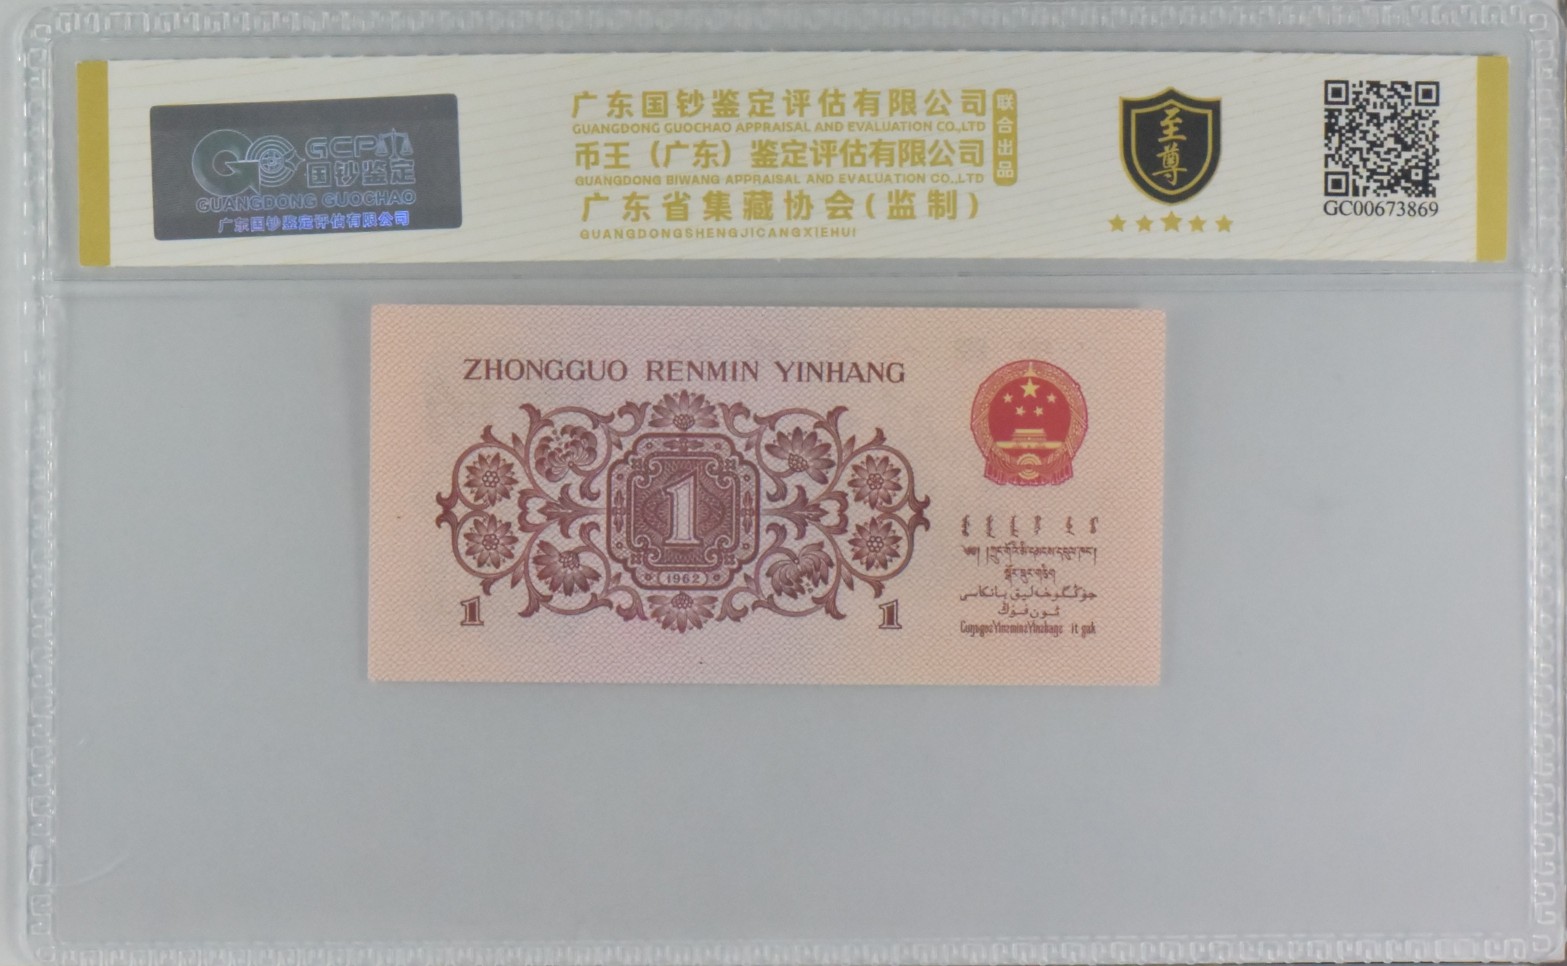 GCP
国钞鉴定
GUANGDONG GUOCHAO
广东国钞鉴定评估有限公司
广东国钞鉴定评估有限公司
GUANGDONG GUOCHAO APPRAISAL AND EVALUATION CO.,LTD
币王（广东）鉴定评估有限公司
GUANGDONG BIWANG APPRAISAL AND EVALUATION CO.,LTD
联合出品
广东省集藏协会(监制)
GUANGDONGSHENGJICANGXIEHUI
至尊
GC00673869
ZHONGGUO RENMIN YINHANG
1
1962
1
1